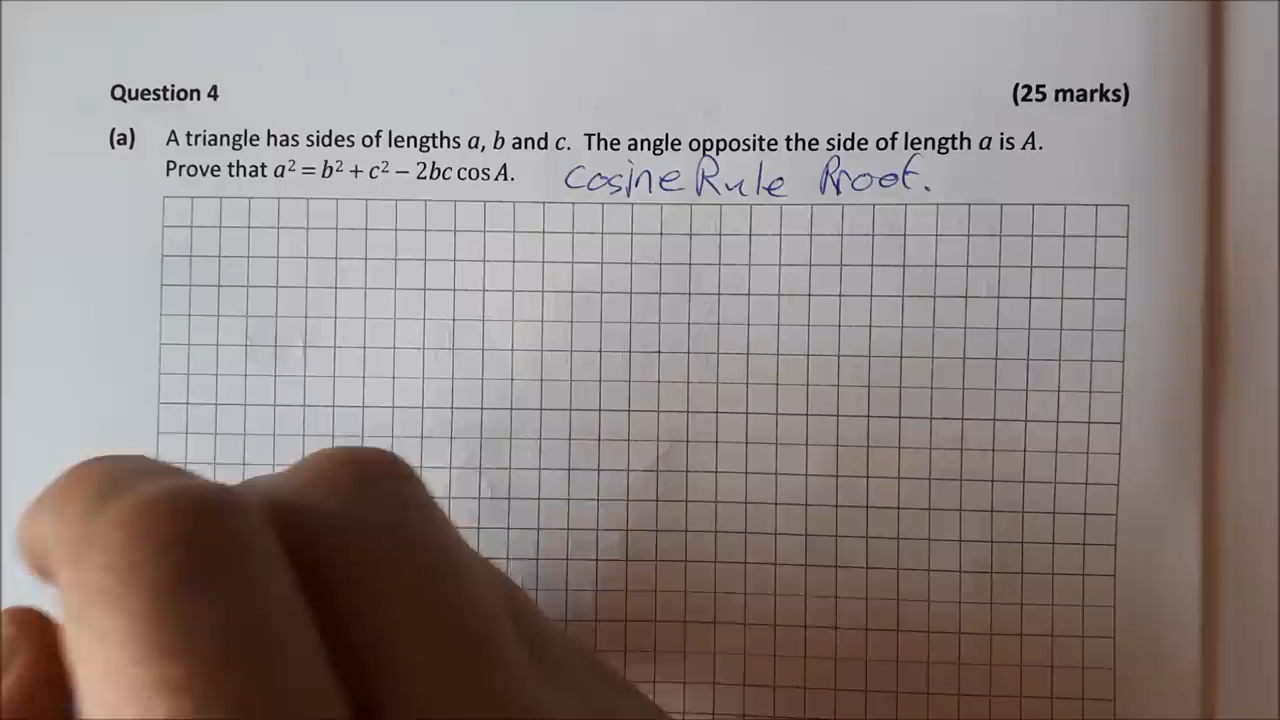 Question 4 (25 marks)
(a) A triangle has sides of lengths a, b and c. The angle opposite the side of length a is A.
Prove that a² = b² + c² – 2bc cos A. Cosine Rule Proof.